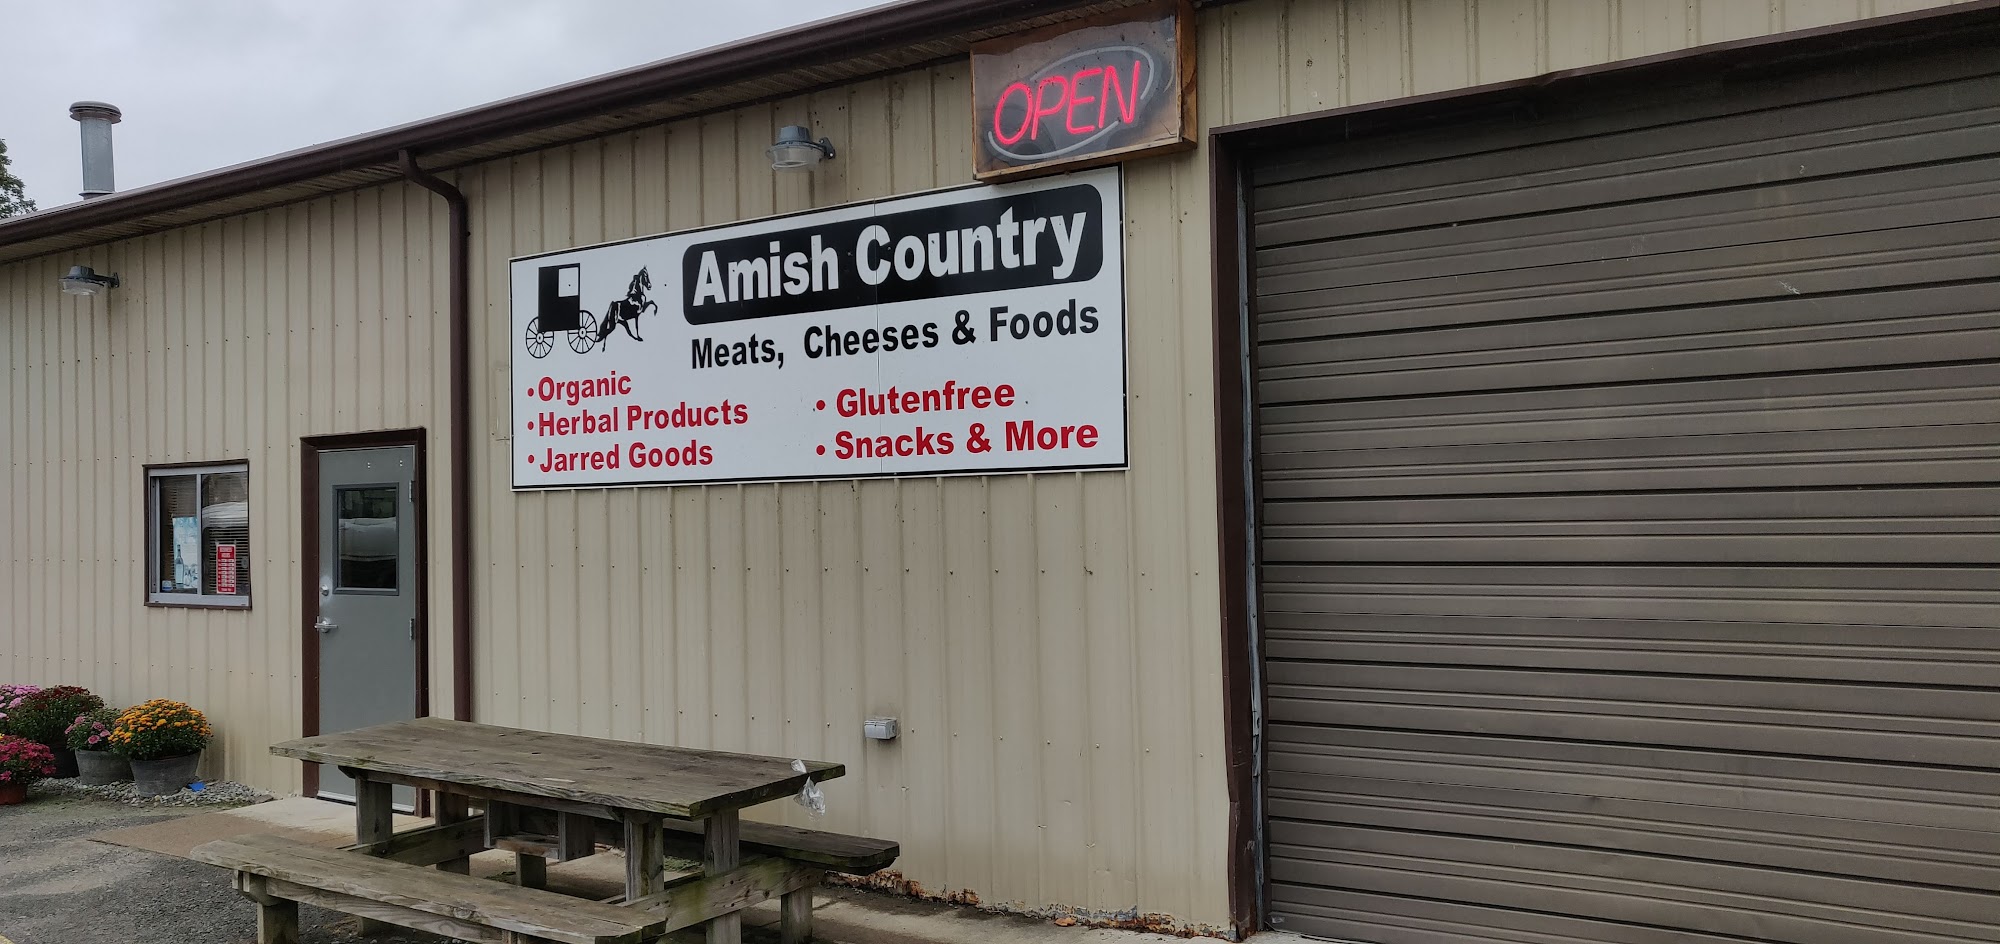 OPEN
Amish Country
Meats, Cheeses & Foods
• Organic
• Herbal Products
• Jarred Goods
• Glutenfree
• Snacks & More